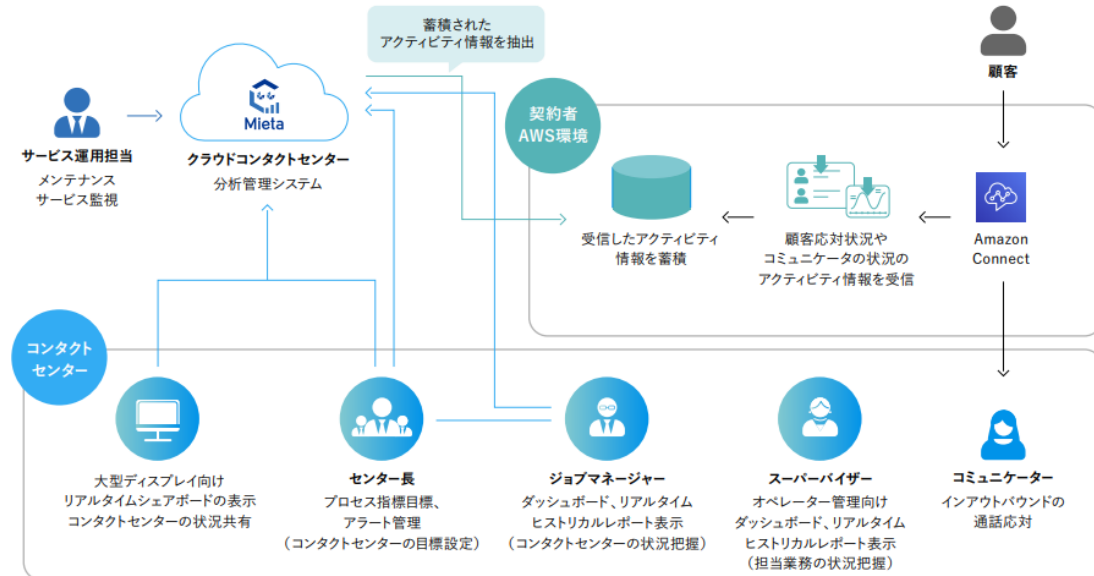 蓄積された
アクティビティ情報を抽出
顧客
契約者
AWS環境
Mieta
サービス運用担当
メンテナンス
サービス監視
クラウドコンタクトセンター
分析管理システム
受信したアクティビティ
情報を蓄積
顧客応対状況や
コミュニケータの状況の
アクティビティ情報を受信
Amazon
Connect
コンタクト
センター
大型ディスプレイ向け
リアルタイムシェアボードの表示
コンタクトセンターの状況共有
センター長
プロセス指標目標、
アラート管理
（コンタクトセンターの目標設定）
ジョブマネージャー
ダッシュボード、リアルタイム
ヒストリカルレポート表示
（コンタクトセンターの状況把握）
スーパーバイザー
オペレーター管理向け
ダッシュボード、リアルタイム
ヒストリカルレポート表示
（担当業務の状況把握）
コミュニケーター
インアウトバウンドの
通話応対